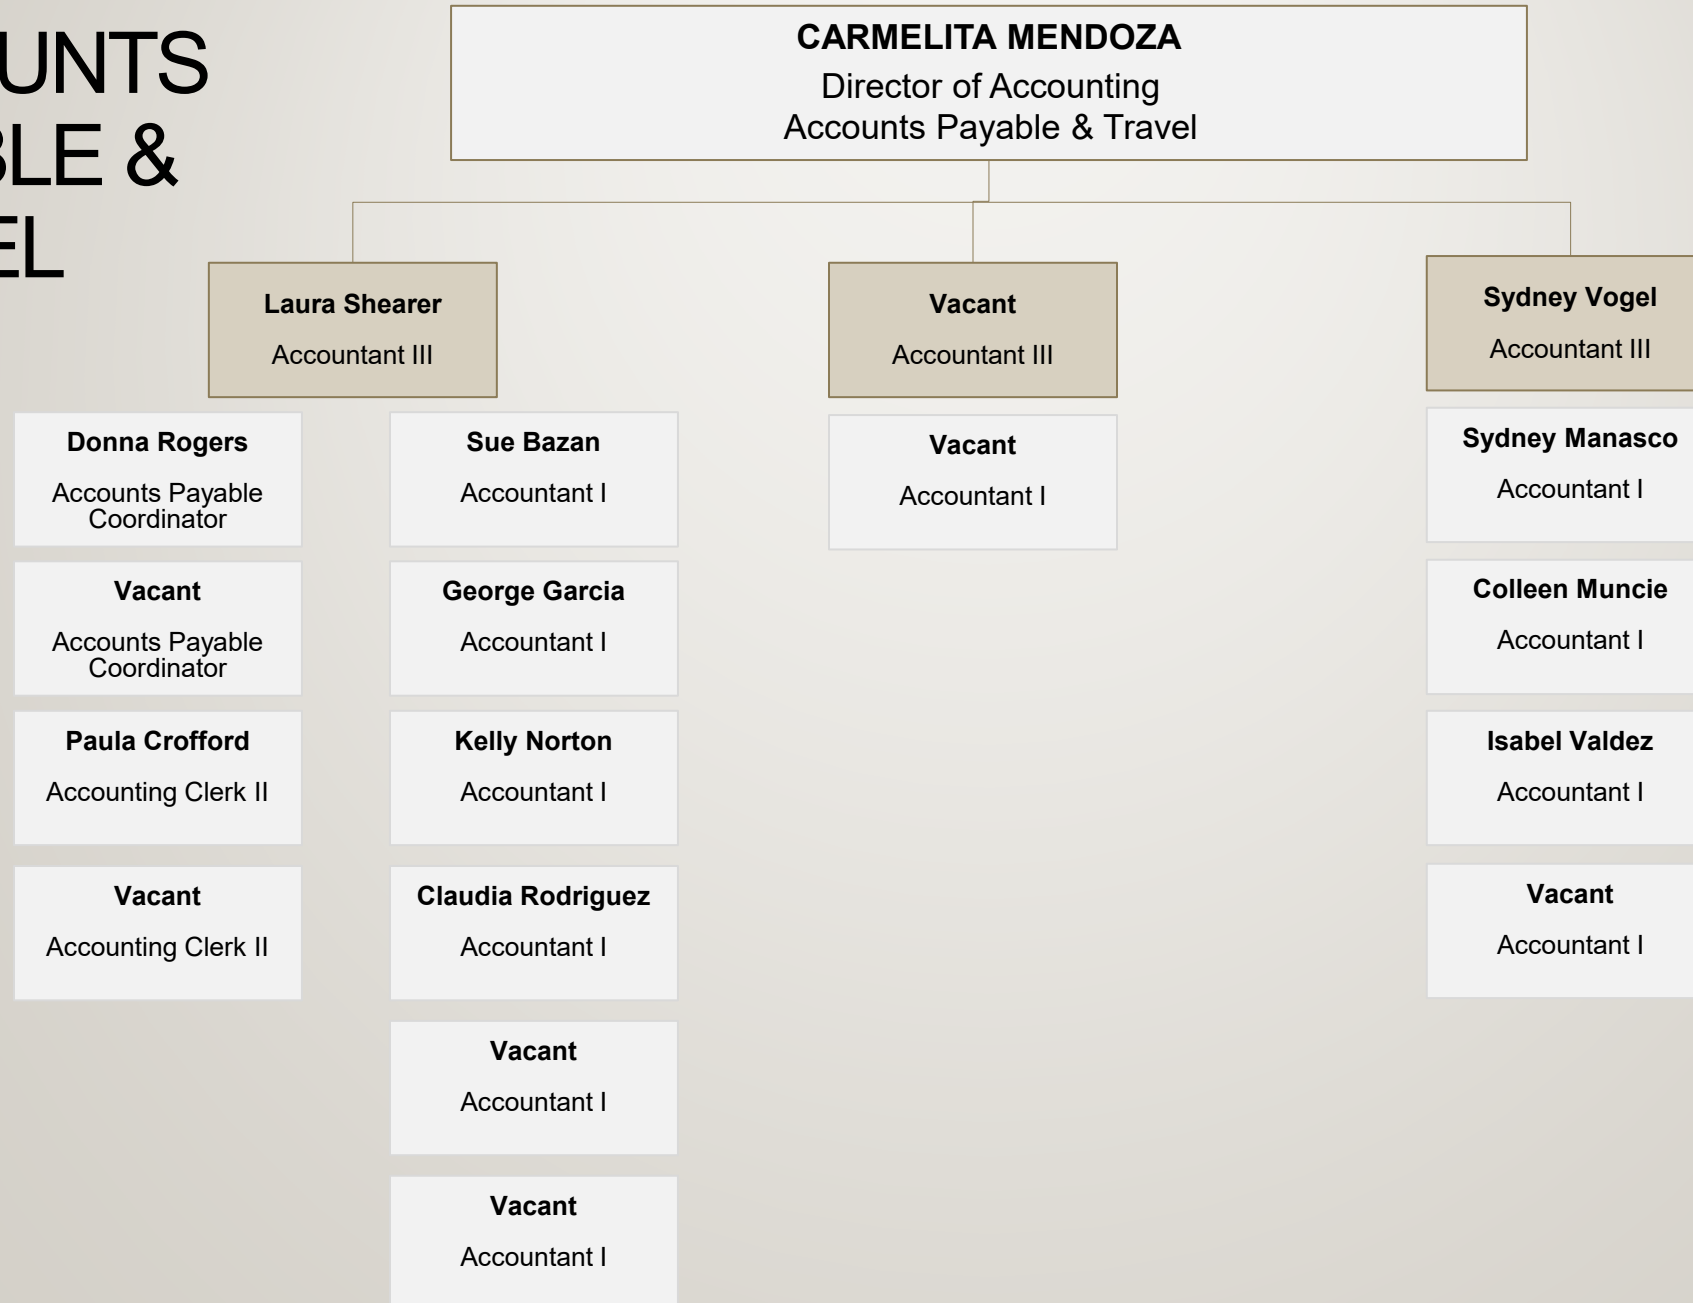 UNTS
BLE &
EL
CARMELITA MENDOZA
Director of Accounting
Accounts Payable & Travel
Laura Shearer
Accountant III
Vacant
Accountant III
Sydney Vogel
Accountant III
Donna Rogers
Accounts Payable
Coordinator
Vacant
Accounts Payable
Coordinator
Paula Crofford
Accounting Clerk II
Vacant
Accounting Clerk II
Sue Bazan
Accountant I
George Garcia
Accountant I
Kelly Norton
Accountant I
Claudia Rodriguez
Accountant I
Vacant
Accountant I
Vacant
Accountant I
Vacant
Accountant I
Sydney Manasco
Accountant I
Colleen Muncie
Accountant I
Isabel Valdez
Accountant I
Vacant
Accountant I